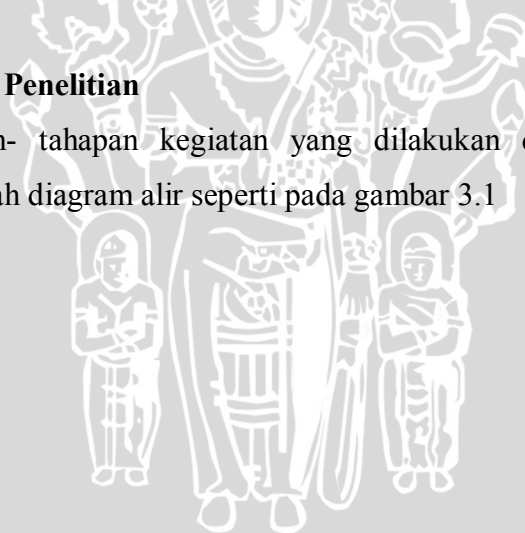 Penelitian
n- tahapan kegiatan yang dilakukan
ah diagram alir seperti pada gambar 3.1